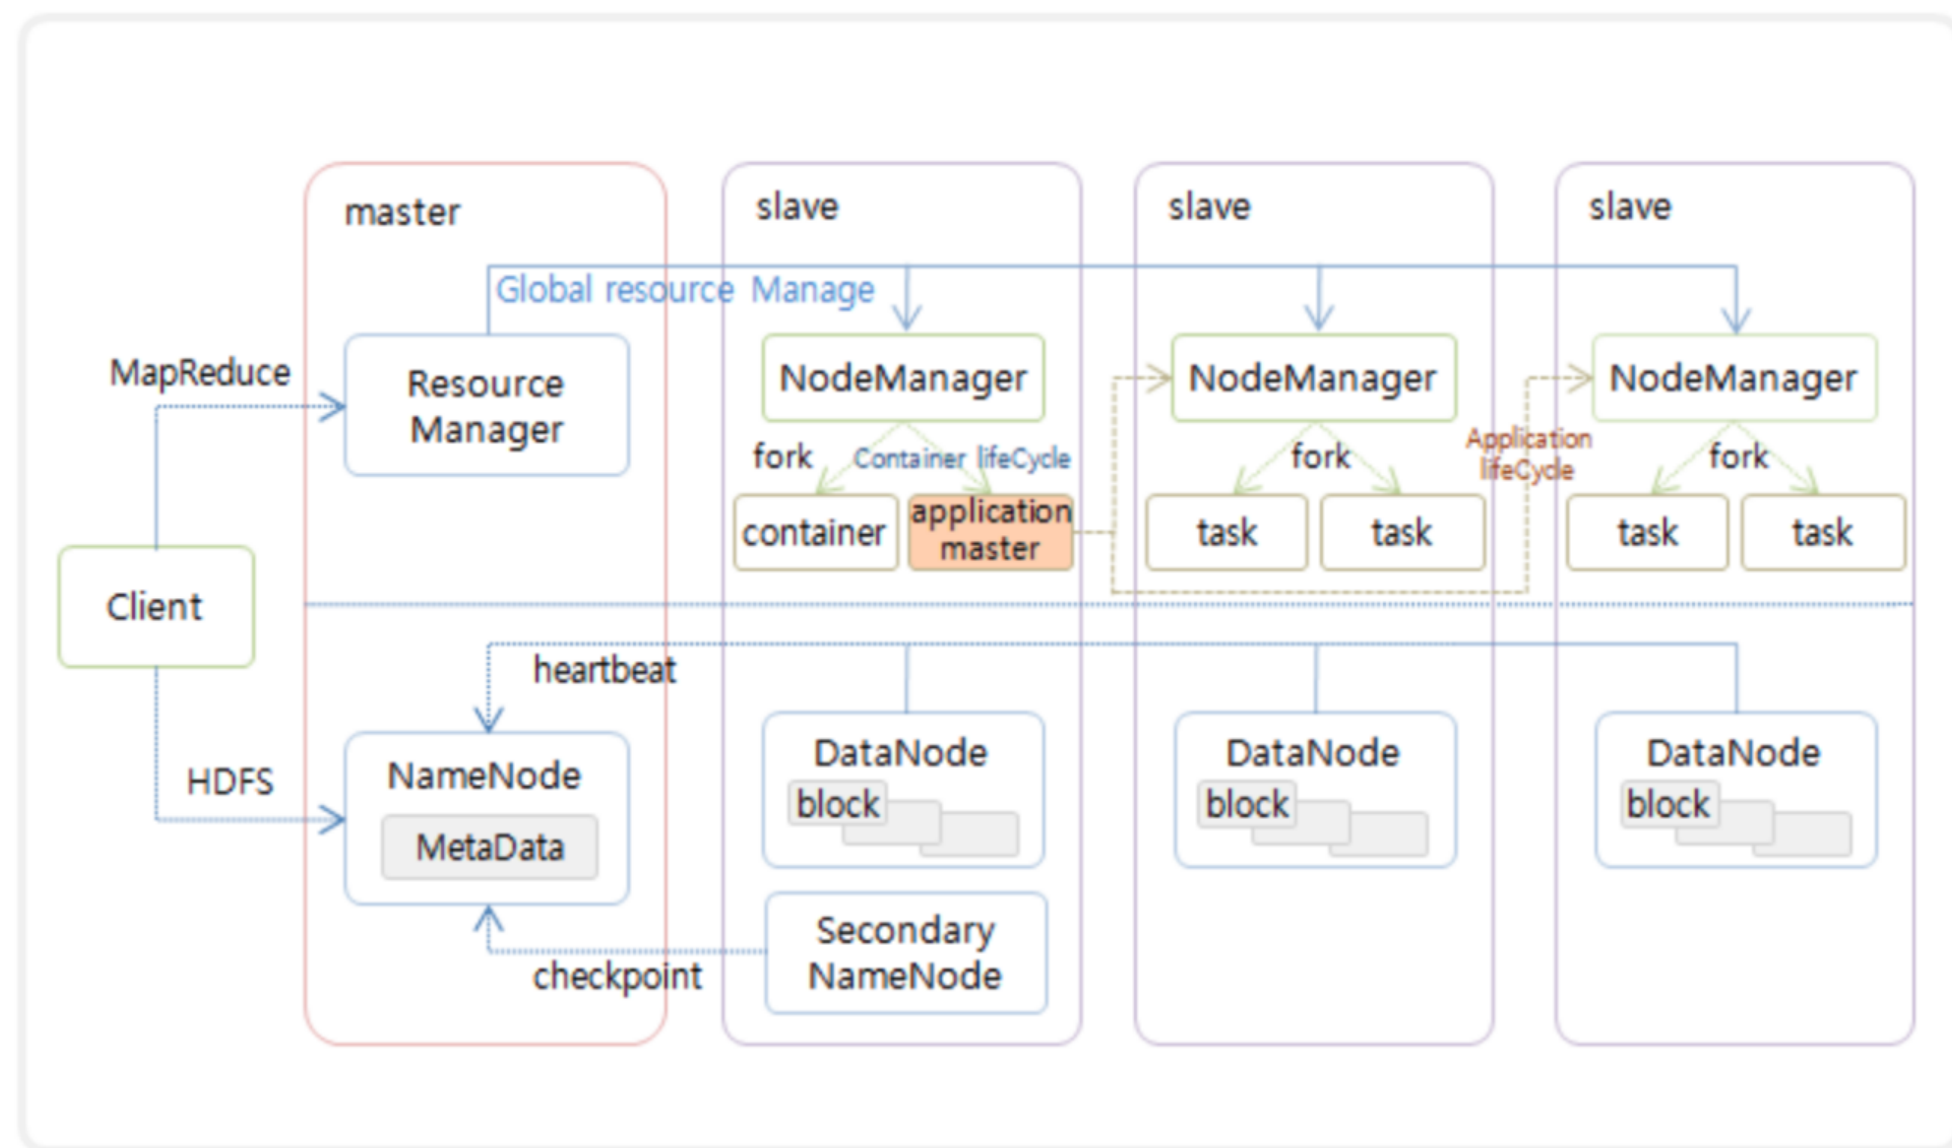 master
slave
slave
slave
Global resource Manage
MapReduce
Resource
Manager
NodeManager
NodeManager
NodeManager
fork
Container lifeCycle
fork
Application
lifeCycle
fork
container
application
master
task
task
task
task
Client
heartbeat
HDFS
NameNode
MetaData
DataNode
block
DataNode
block
DataNode
block
Secondary
NameNode
checkpoint